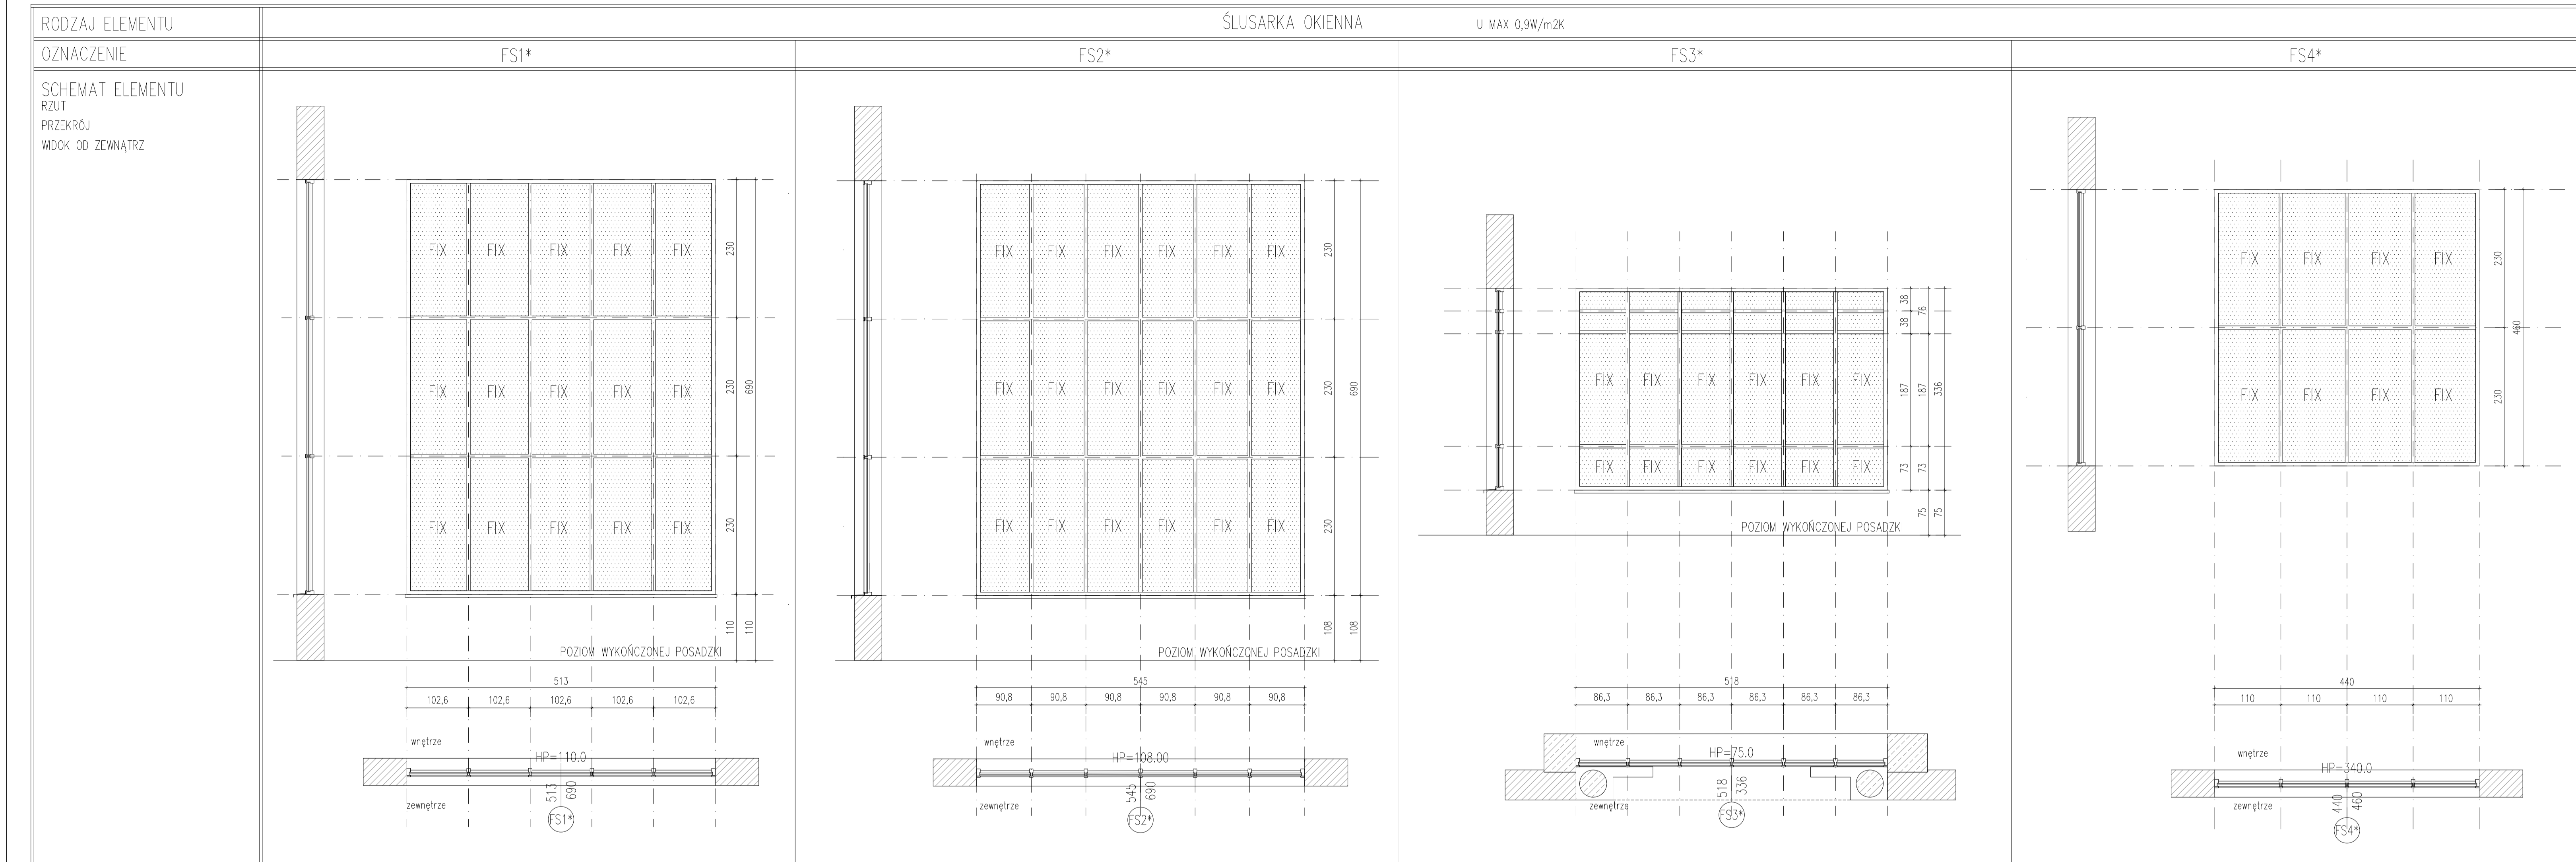 RODZAJ ELEMENTU
ŚLUSARKA OKIENNA U MAX 0,9W/m2K
OZNACZENIE
FS1* FS2* FS3* FS4*
SCHEMAT ELEMENTU
RZUT
PRZEKRÓJ
WIDOK OD ZEWNĄTRZ
FIX FIX FIX FIX FIX 230
FIX FIX FIX FIX FIX 230 690
FIX FIX FIX FIX FIX 230
110 110
POZIOM WYKOŃCZONEJ POSADZKI
513
102,6 102,6 102,6 102,6 102,6
wnętrze
HP=110.0
513 690
zewnętrze
FS1*
FIX FIX FIX FIX FIX FIX 230
FIX FIX FIX FIX FIX FIX 230 690
FIX FIX FIX FIX FIX FIX 230
108 108
POZIOM WYKOŃCZONEJ POSADZKI
545
90,8 90,8 90,8 90,8 90,8 90,8
wnętrze
HP=108.00
545 690
zewnętrze
FS2*
38 76
38
FIX FIX FIX FIX FIX FIX 187 187 336
FIX FIX FIX FIX FIX FIX 73 73
75 75
POZIOM WYKOŃCZONEJ POSADZKI
518
86,3 86,3 86,3 86,3 86,3 86,3
wnętrze
HP=75.0
518 336
zewnętrze
FS3*
FIX FIX FIX FIX 230
460
FIX FIX FIX FIX 230
440
110 110 110 110
wnętrze
HP=340.0
440 460
zewnętrze
FS4*